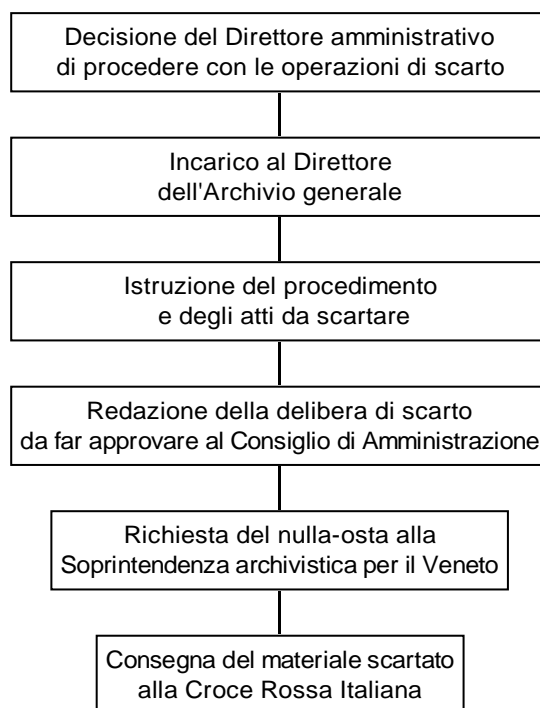 Decisione del Direttore amministrativo
di procedere con le operazioni di scarto
Incarico al Direttore
dell'Archivio generale
Istruzione del procedimento
e degli atti da scartare
Redazione della delibera di scarto
da far approvare al Consiglio di Amministrazione
Richiesta del nulla-osta alla
Soprintendenza archivistica per il Veneto
Consegna del materiale scartato
alla Croce Rossa Italiana